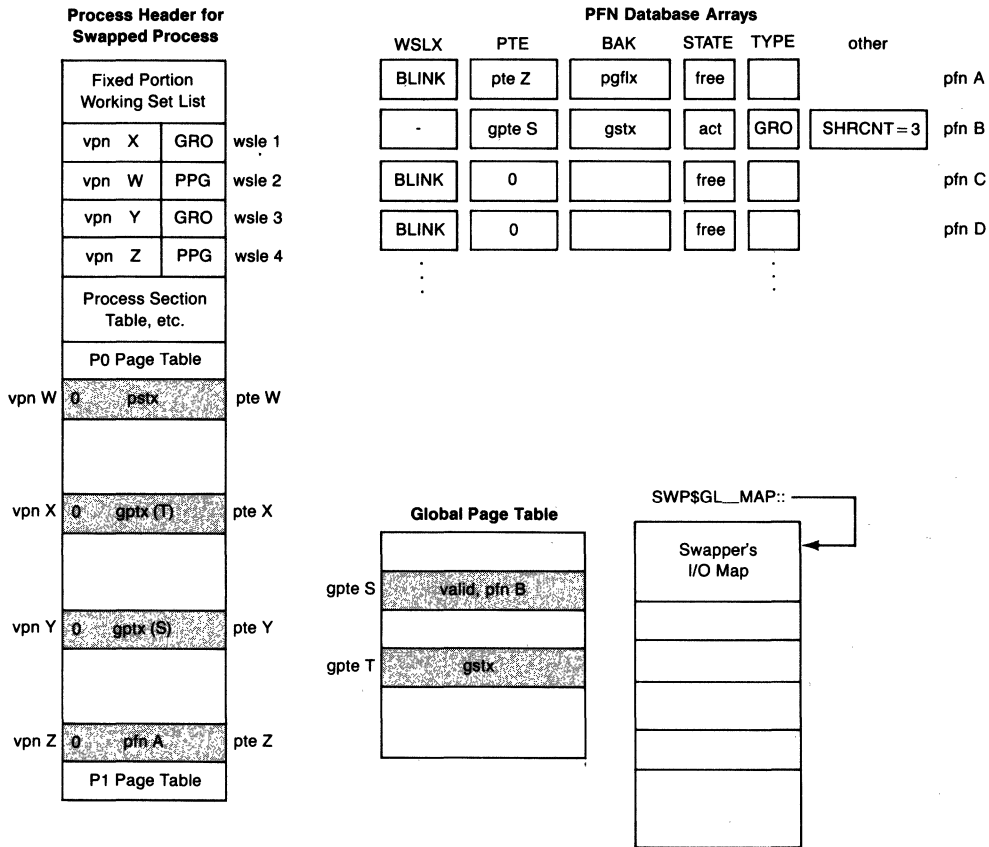 Process Header for
Swapped Process
Fixed Portion
Working Set List
vpn X GRO wsle 1
vpn W PPG wsle 2
vpn Y GRO wsle 3
vpn Z PPG wsle 4
Process Section
Table, etc.
P0 Page Table
vpn W 0 pstx pte W
vpn X 0 gptx (T) pte X
vpn Y 0 gptx (S) pte Y
vpn Z 0 pfn A pte Z
P1 Page Table
PFN Database Arrays
WSLX PTE BAK STATE TYPE other
BLINK pte Z pgflx free pfn A
- gpte S gstx act GRO SHRCNT = 3 pfn B
BLINK 0 free pfn C
BLINK 0 free pfn D
Global Page Table
gpte S valid, pfn B
gpte T gstx
SWP$GL__MAP::
Swapper's
I/O Map